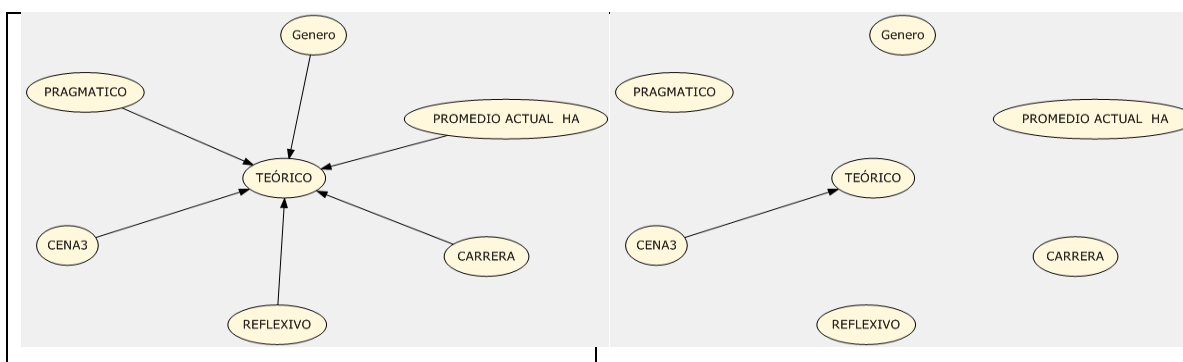 Genero
PRAGMATICO
PROMEDIO ACTUAL HA
TEÓRICO
CENA3
CARRERA
REFLEXIVO
Genero
PRAGMATICO
PROMEDIO ACTUAL HA
TEÓRICO
CENA3
CARRERA
REFLEXIVO